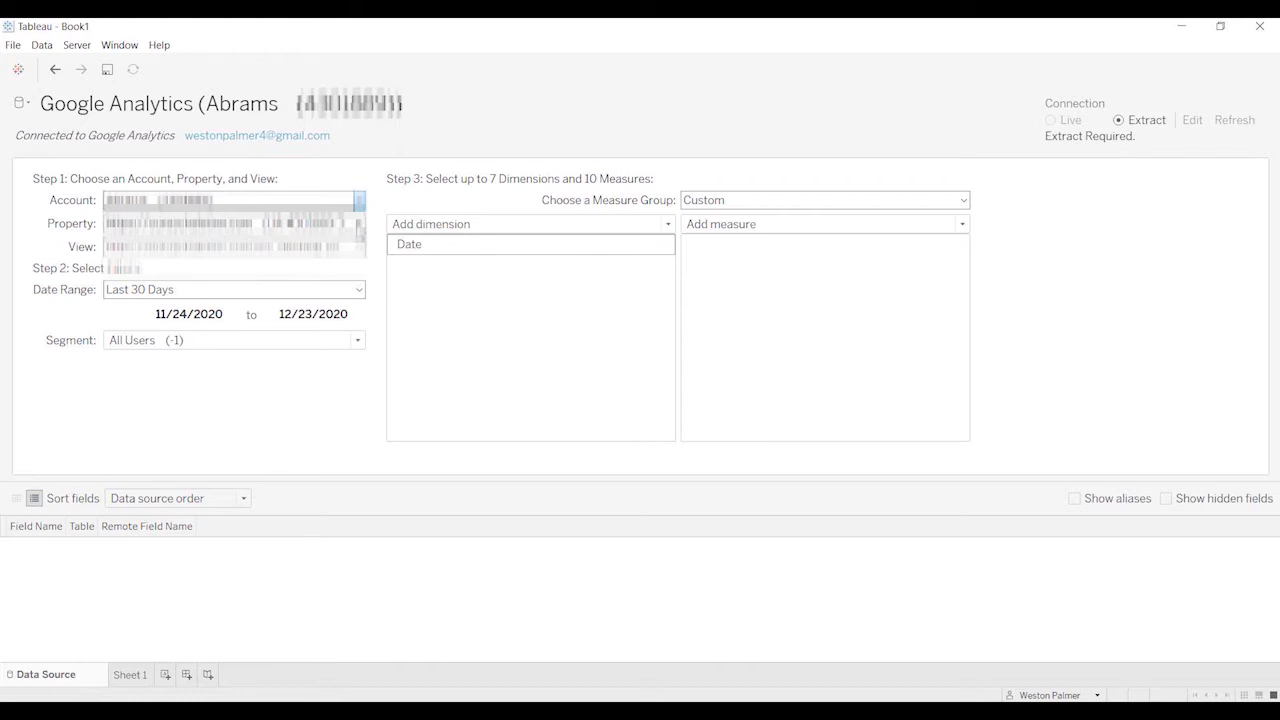 Tableau - Book1
File Data Server Window Help
Google Analytics (Abrams
Connected to Google Analytics westonpalmer4@gmail.com
Connection
Live Extract Edit Refresh
Extract Required.
Step 1: Choose an Account, Property, and View:
Account:
Property:
View:
Step 2: Select
Date Range: Last 30 Days
11/24/2020 to 12/23/2020
Segment: All Users (-1)
Step 3: Select up to 7 Dimensions and 10 Measures:
Choose a Measure Group: Custom
Add dimension Add measure
Date
Sort fields Data source order Show aliases Show hidden fields
Field Name Table Remote Field Name
Data Source Sheet 1
Weston Palmer